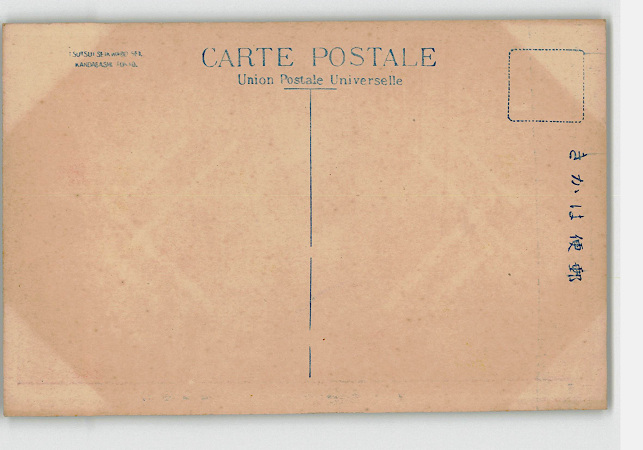 CARTE POSTALE
Union Postale Universelle
きかは便郵